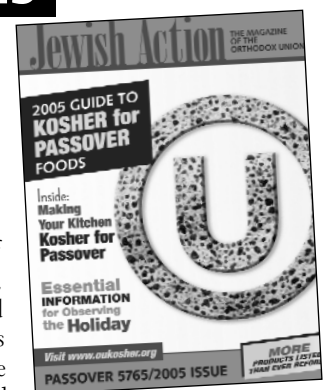 Jewish Action
THE MAGAZINE
OF THE
ORTHODOX UNION
2005 GUIDE TO
KOSHER for
PASSOVER
FOODS
Inside:
Making
Your Kitchen
Kosher for
Passover
Essential
INFORMATION
for Observing
the Holiday
U
Visit www.oukosher.org
MORE
PRODUCTS LISTED
THAN EVER BEFORE
PASSOVER 5765/2005 ISSUE